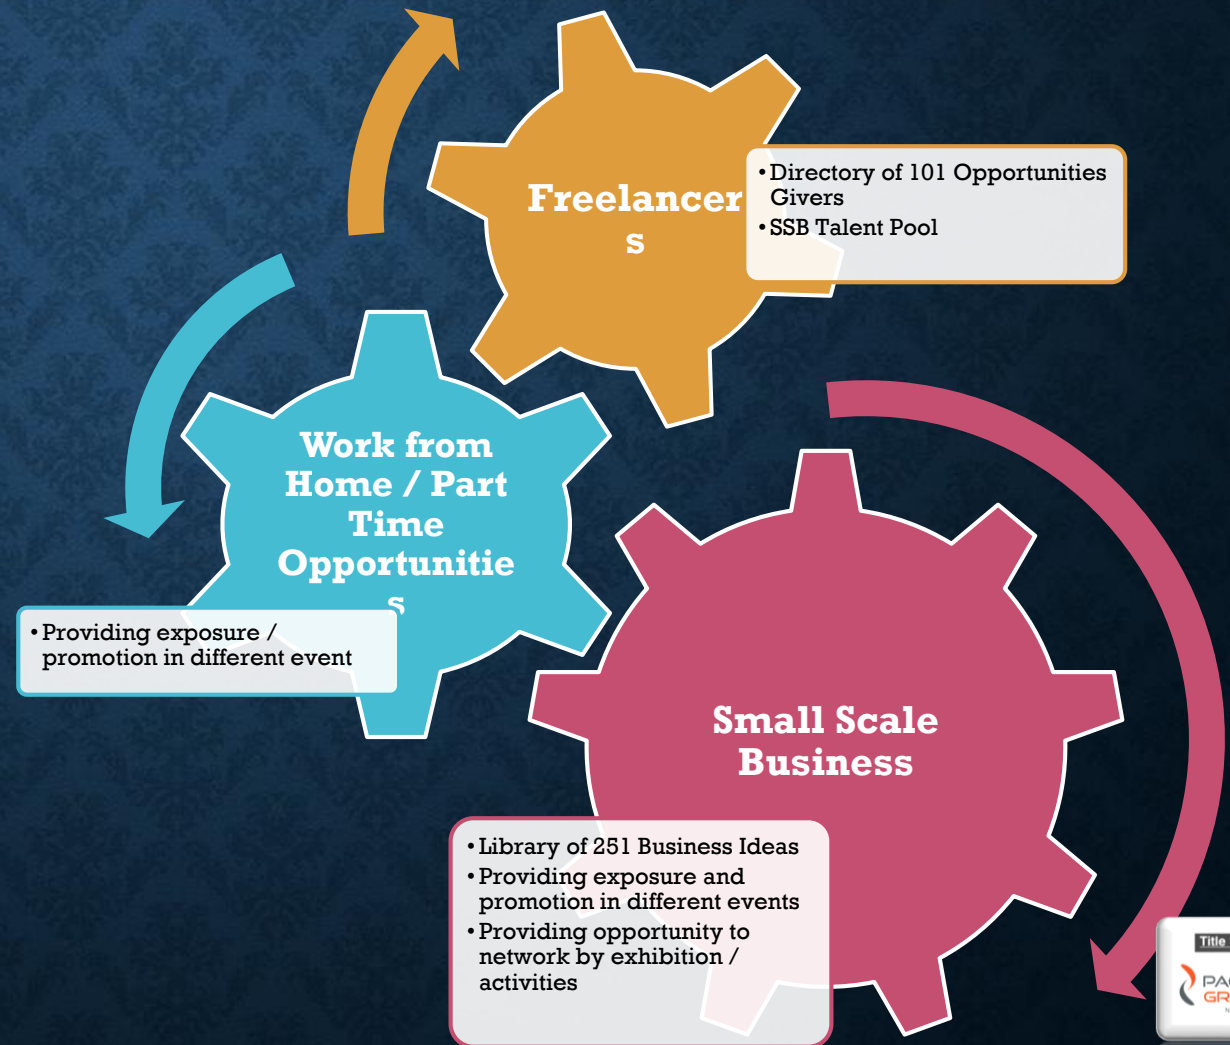 Freelancer
s
• Directory of 101 Opportunities
Givers
• SSB Talent Pool
Work from
Home / Part
Time
Opportunitie
s
• Providing exposure /
promotion in different event
Small Scale
Business
• Library of 251 Business Ideas
• Providing exposure and
promotion in different events
• Providing opportunity to
network by exhibition /
activities
Title